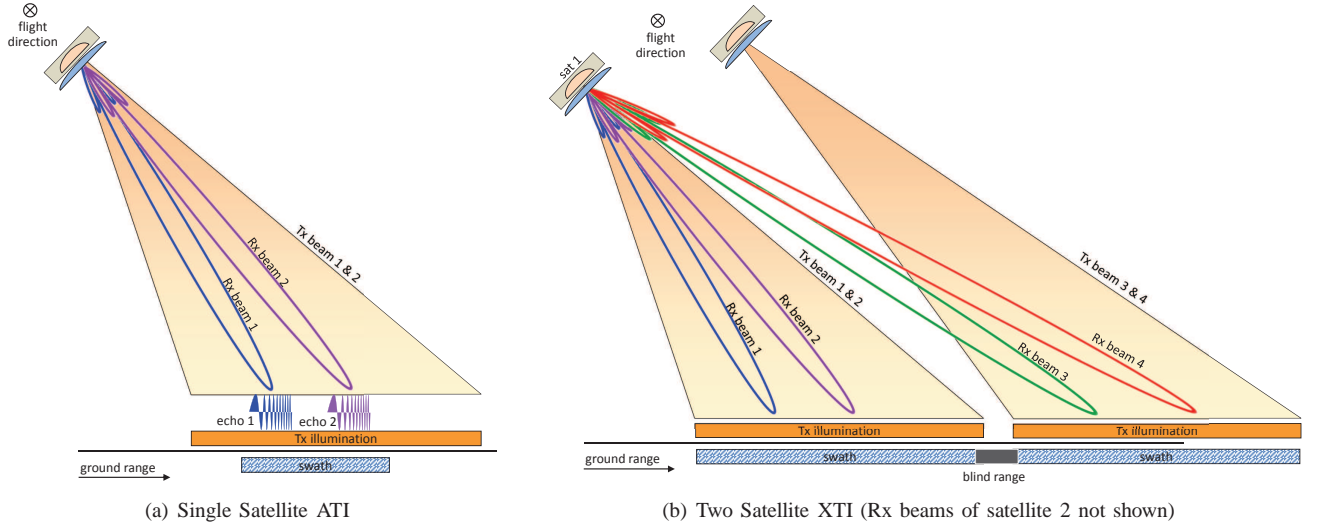 flight
direction
Tx beam 1 & 2
Rx beam 2
Rx beam 1
echo 1
echo 2
Tx illumination
ground range
swath
(a) Single Satellite ATI
flight
direction
sat 1
Tx beam 1 & 2
Tx beam 3 & 4
Rx beam 1
Rx beam 2
Rx beam 3
Rx beam 4
Tx illumination
Tx illumination
ground range
swath
swath
blind range
(b) Two Satellite XTI (Rx beams of satellite 2 not shown)